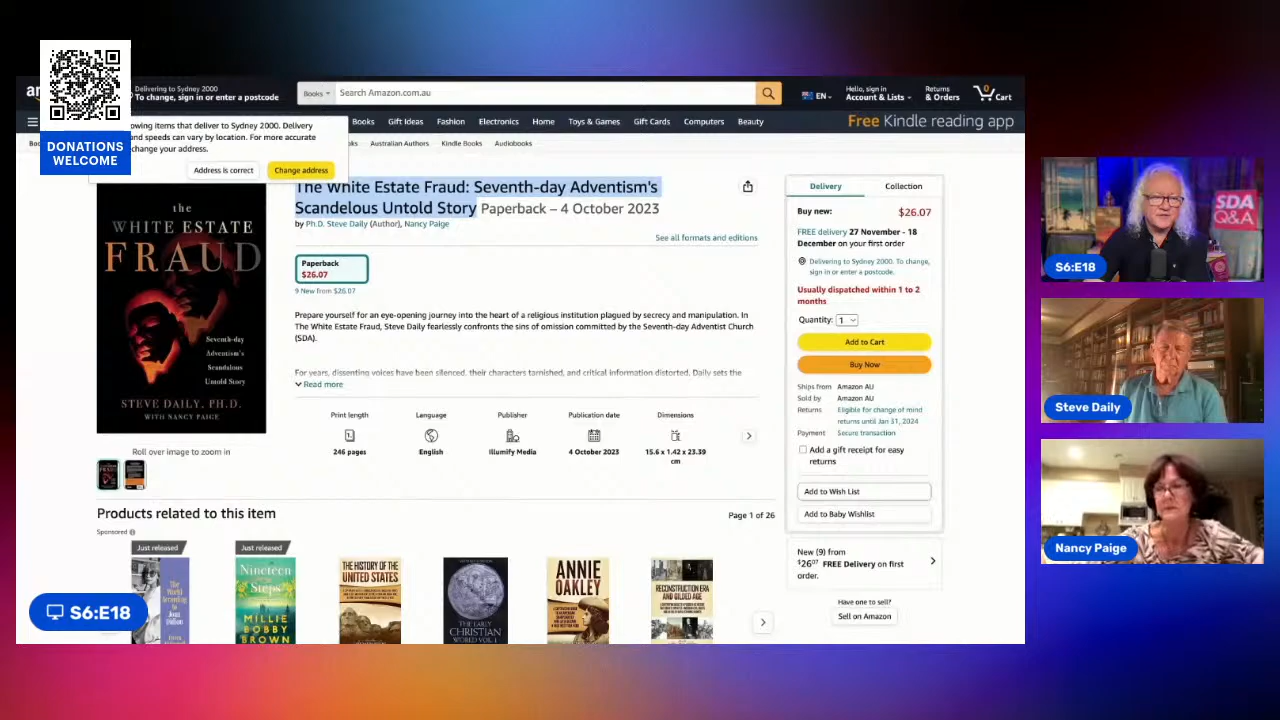 Delivering to Sydney 2000
To change, sign in or enter a postcode
Books
Search Amazon.com.au
EN
Hello, sign in
Account & Lists
Returns
& Orders
0
Cart
DONATIONS
WELCOME
owing items that deliver to Sydney 2000. Delivery
nd speeds can vary by location. For more accurate
change your address.
Address is correct
Change address
Books
Gift Ideas
Fashion
Electronics
Home
Toys & Games
Gift Cards
Computers
Beauty
Free Kindle reading app
Australian Authors
Kindle Books
Audiobooks
the
WHITE ESTATE
FRAUD
Seventh-day
Adventism's
Scandalous
Untold Story
STEVE DAILY, PH.D.
WITH NANCY PAIGE
Roll over image to zoom in
The White Estate Fraud: Seventh-day Adventism's
Scandelous Untold Story Paperback – 4 October 2023
by Ph.D. Steve Daily (Author), Nancy Paige
See all formats and editions
Paperback
$26.07
9 New from $26.07
Prepare yourself for an eye-opening journey into the heart of a religious institution plagued by secrecy and manipulation. In
The White Estate Fraud, Steve Daily fearlessly confronts the sins of omission committed by the Seventh-day Adventist Church
(SDA).
For years, dissenting voices have been silenced, their characters tarnished, and critical information distorted. Daily sets the
Read more
Print length
246 pages
Language
English
Publisher
Illumify Media
Publication date
4 October 2023
Dimensions
15.6 x 1.42 x 23.39
cm
Delivery
Collection
Buy new:
$26.07
FREE delivery 27 November - 18
December on your first order
Delivering to Sydney 2000. To change,
sign in or enter a postcode.
Usually dispatched within 1 to 2
months
Quantity: 1
Add to Cart
Buy Now
Ships from Amazon AU
Sold by Amazon AU
Returns Eligible for change of mind
returns until Jan 31, 2024
Payment Secure transaction
Add a gift receipt for easy
returns
Add to Wish List
Add to Baby Wishlist
New (9) from
$26.07 FREE Delivery on first
order.
Have one to sell?
Sell on Amazon
Products related to this item
Page 1 of 26
Sponsored
Just released
Just released
The World
According to
Joan Didion
Nineteen
Steps
MILLIE
BOBBY
BROWN
THE HISTORY OF THE
UNITED STATES
THE EARLY
CHRISTIAN
WORLD VOL. I
ANNIE
OAKLEY
RECONSTRUCTION ERA
AND GILDED AGE
S6:E18
SDA
Q&A
S6:E18
Steve Daily
Nancy Paige